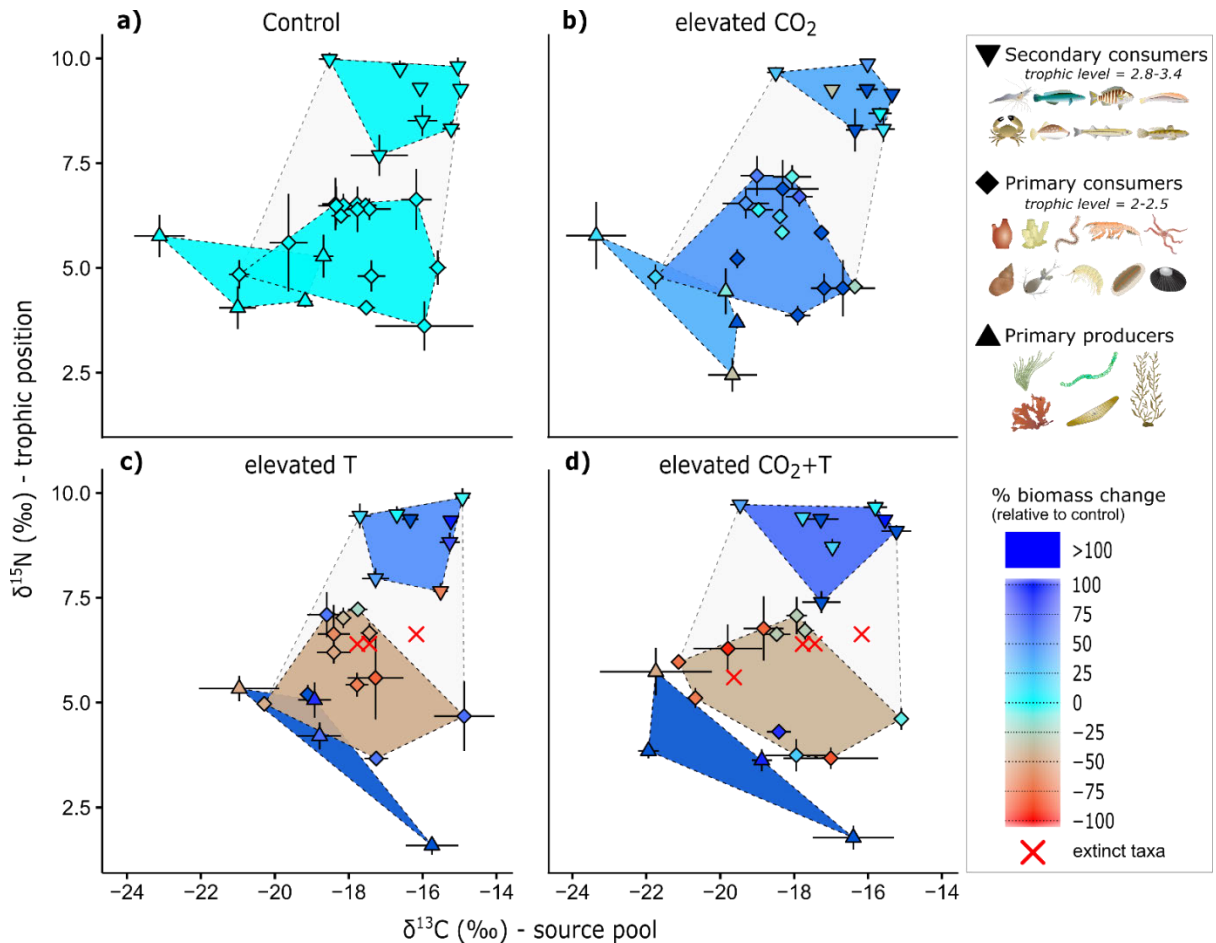 a)
Control
b)
elevated CO₂
10.0
7.5
5.0
2.5
c)
elevated T
d)
elevated CO₂+T
10.0
7.5
5.0
2.5
−24
−22
−20
−18
−16
−14
−24
−22
−20
−18
−16
−14
δ¹⁵N (‰) - trophic position
δ¹³C (‰) - source pool
Secondary consumers
trophic level = 2.8-3.4
Primary consumers
trophic level = 2-2.5
Primary producers
% biomass change
(relative to control)
>100
100
75
50
25
0
−25
−50
−75
−100
extinct taxa